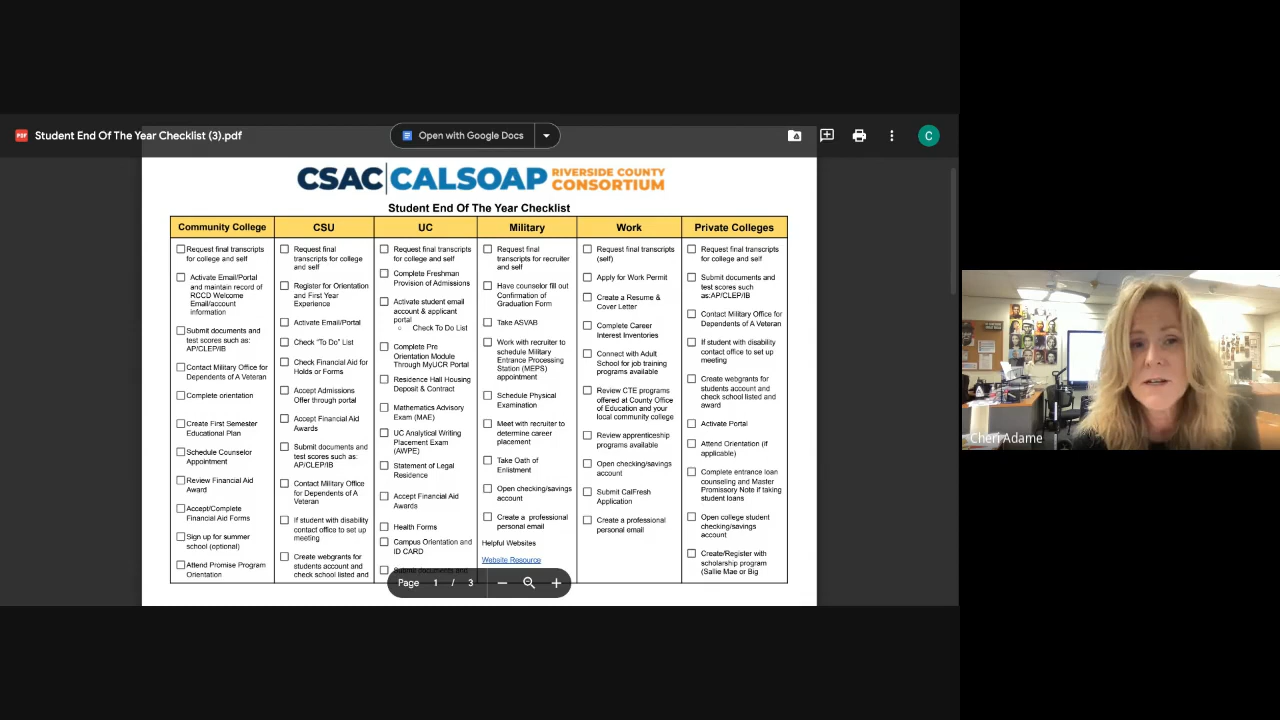 Student End Of The Year Checklist (3).pdf
Open with Google Docs
C
CSAC CALSOAP RIVERSIDE COUNTY
CONSORTIUM
Student End Of The Year Checklist
Community College
Request final transcripts
for college and self
Activate Email/Portal
and maintain record of
RCCD Welcome
Email/account
information
Submit documents and
test scores such as:
AP/CLEP/IB
Contact Military Office for
Dependents of A Veteran
Complete orientation
Create First Semester
Educational Plan
Schedule Counselor
Appointment
Review Financial Aid
Award
Accept/Complete
Financial Aid Forms
Sign up for summer
school (optional)
Attend Promise Program
Orientation
CSU
Request final
transcripts for college
and self
Register for Orientation
and First Year
Experience
Activate Email/Portal
Check "To Do" List
Check Financial Aid for
Holds or Forms
Accept Admissions
Offer through portal
Accept Financial Aid
Awards
Submit documents and
test scores such as:
AP/CLEP/IB
Contact Military Office
for Dependents of A
Veteran
If student with disability
contact office to set up
meeting
Create webgrants for
students account and
check school listed and
UC
Request final transcripts
for college and self
Complete Freshman
Provision of Admissions
Activate student email
account & applicant
portal
Check To Do List
Complete Pre
Orientation Module
Through MyUCR Portal
Residence Hall Housing
Deposit & Contract
Mathematics Advisory
Exam (MAE)
UC Analytical Writing
Placement Exam
(AWPE)
Statement of Legal
Residence
Accept Financial Aid
Awards
Health Forms
Campus Orientation and
ID CARD
Submit documents and
Military
Request final
transcripts for recruiter
and self
Have counselor fill out
Confirmation of
Graduation Form
Take ASVAB
Work with recruiter to
schedule Military
Entrance Processing
Station (MEPS)
appointment
Schedule Physical
Examination
Meet with recruiter to
determine career
placement
Take Oath of
Enlistment
Open checking/savings
account
Create a professional
personal email
Helpful Websites
Website Resource
Work
Request final transcripts
(self)
Apply for Work Permit
Create a Resume &
Cover Letter
Complete Career
Interest Inventories
Connect with Adult
School for job training
programs available
Review CTE programs
offered at County Office
of Education and your
local community college
Review apprenticeship
programs available
Open checking/savings
account
Submit CalFresh
Application
Create a professional
personal email
Private Colleges
Request final transcripts
for college and self
Submit documents and
test scores such
as:AP/CLEP/IB
Contact Military Office for
Dependents of A Veteran
If student with disability
contact office to set up
meeting
Create webgrants for
students account and
check school listed and
award
Activate Portal
Attend Orientation (if
applicable)
Complete entrance loan
counseling and Master
Promissory Note if taking
student loans
Open college student
checking/savings
account
Create/Register with
scholarship program
(Sallie Mae or Big
Page 1 / 3
Cheri Adame